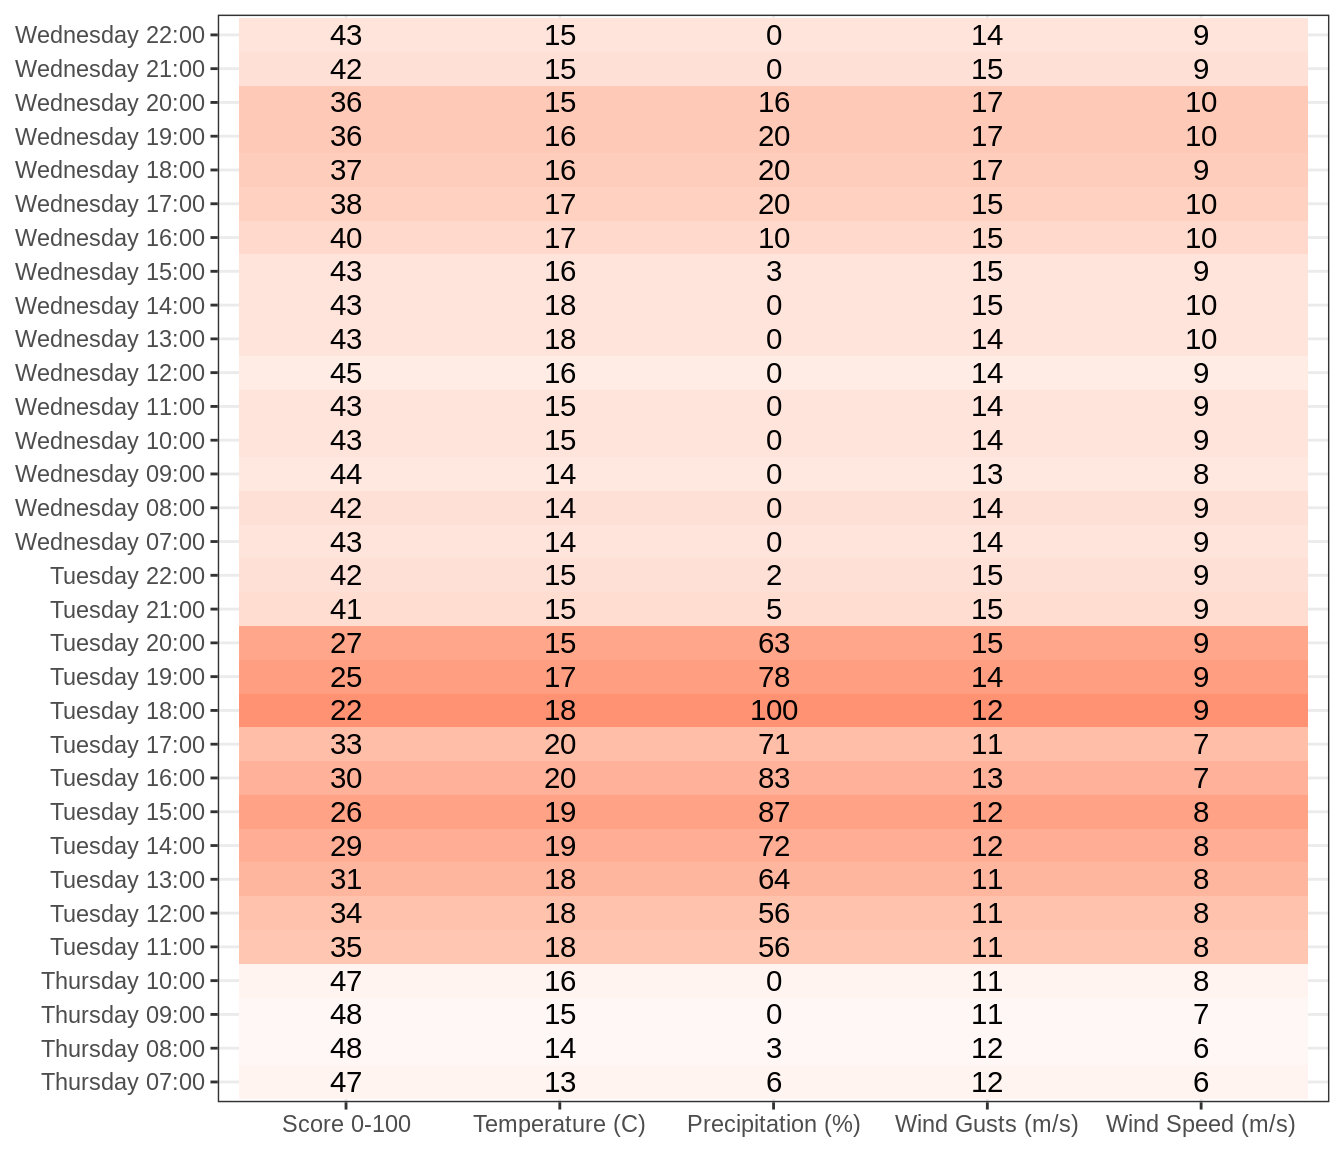 Wednesday 22:00 43 15 0 14 9
Wednesday 21:00 42 15 0 15 9
Wednesday 20:00 36 15 16 17 10
Wednesday 19:00 36 16 20 17 10
Wednesday 18:00 37 16 20 17 9
Wednesday 17:00 38 17 20 15 10
Wednesday 16:00 40 17 10 15 10
Wednesday 15:00 43 16 3 15 9
Wednesday 14:00 43 18 0 15 10
Wednesday 13:00 43 18 0 14 10
Wednesday 12:00 45 16 0 14 9
Wednesday 11:00 43 15 0 14 9
Wednesday 10:00 43 15 0 14 9
Wednesday 09:00 44 14 0 13 8
Wednesday 08:00 42 14 0 14 9
Wednesday 07:00 43 14 0 14 9
Tuesday 22:00 42 15 2 15 9
Tuesday 21:00 41 15 5 15 9
Tuesday 20:00 27 15 63 15 9
Tuesday 19:00 25 17 78 14 9
Tuesday 18:00 22 18 100 12 9
Tuesday 17:00 33 20 71 11 7
Tuesday 16:00 30 20 83 13 7
Tuesday 15:00 26 19 87 12 8
Tuesday 14:00 29 19 72 12 8
Tuesday 13:00 31 18 64 11 8
Tuesday 12:00 34 18 56 11 8
Tuesday 11:00 35 18 56 11 8
Thursday 10:00 47 16 0 11 8
Thursday 09:00 48 15 0 11 7
Thursday 08:00 48 14 3 12 6
Thursday 07:00 47 13 6 12 6
Score 0-100 Temperature (C) Precipitation (%) Wind Gusts (m/s) Wind Speed (m/s)